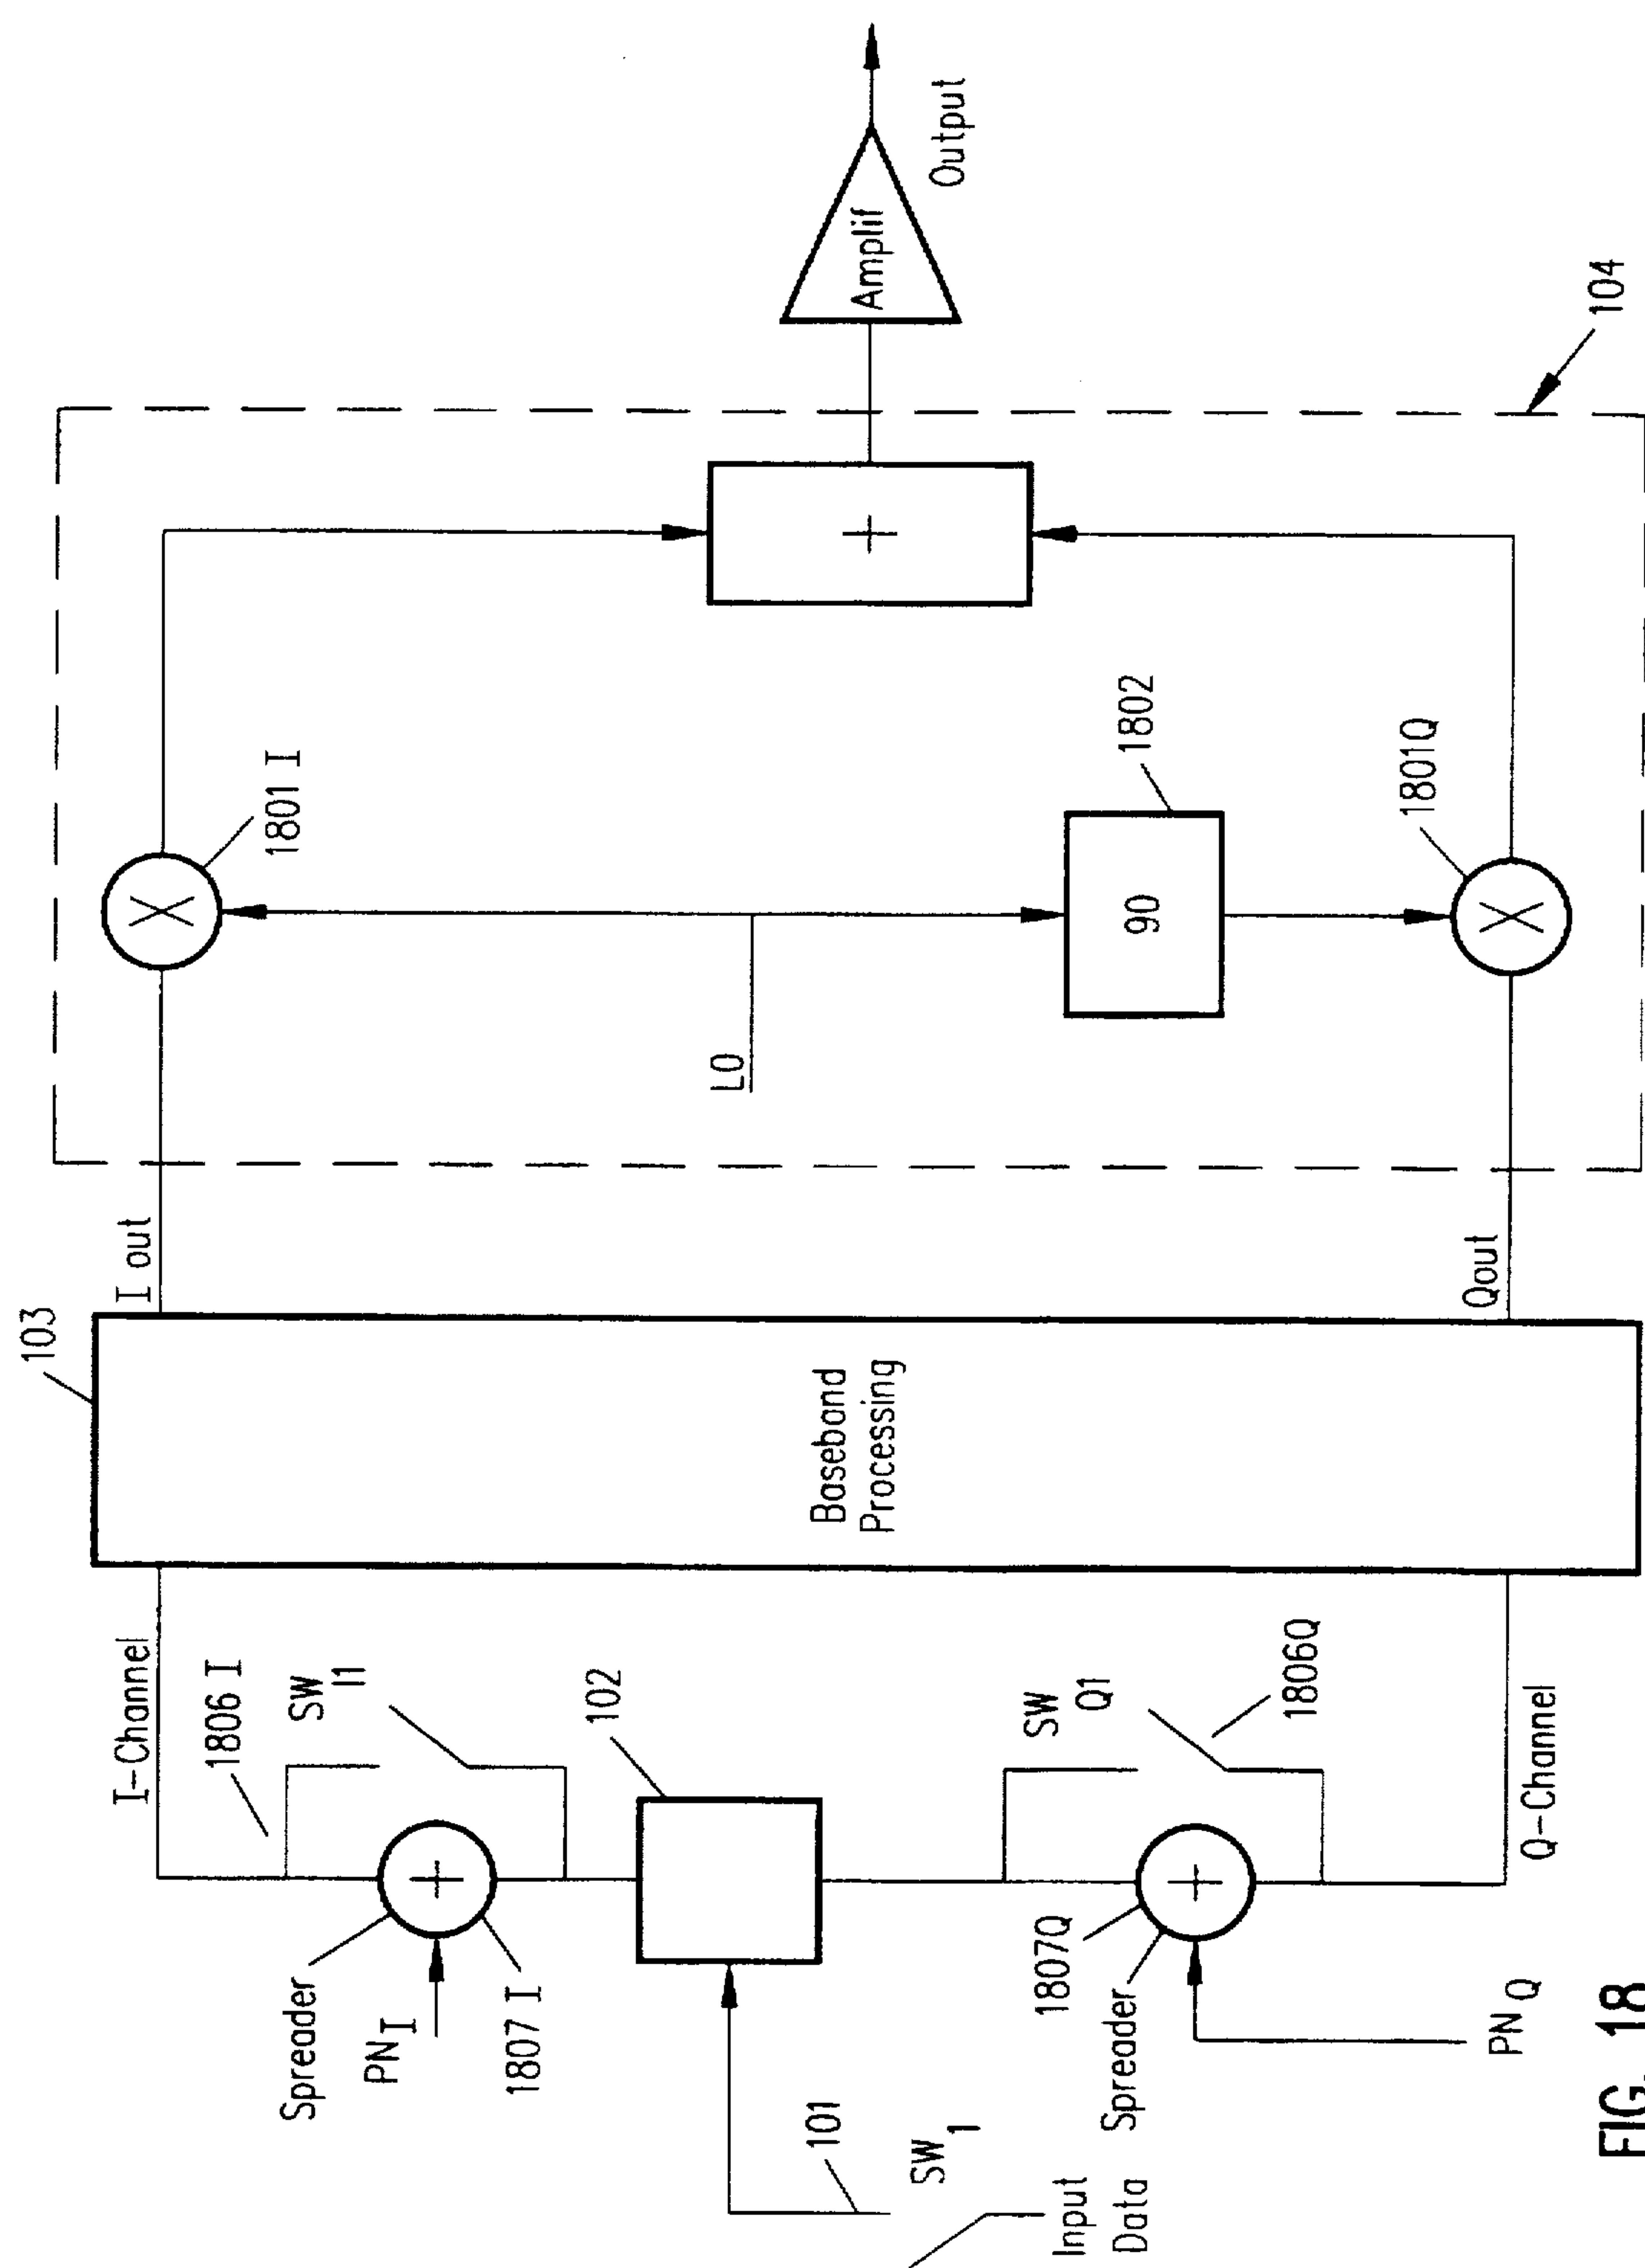 103
I-Channel
I out
1806 I
SW
I1
Spreader
PN I
1807 I
102
101
SW 1
Input
Data
Spreader
1807Q
SW
Q1
1806Q
PN Q
Q-Channel
Qout
Baseband
Processing
1801 I
LO
90
1802
1801Q
+
+
+
X
X
Amplif
Output
104
FIG. 18